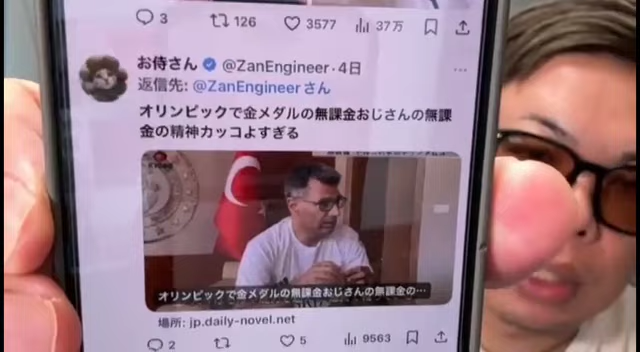 3 126 3577 37万
お侍さん @ZanEngineer・4日
返信先: @ZanEngineerさん
オリンピックで金メダルの無課金おじさんの無課
金の精神カッコよすぎる
オリンピックで金メダルの無課金おじさんの無課金の…
場所: jp.daily-novel.net
2 5 9563